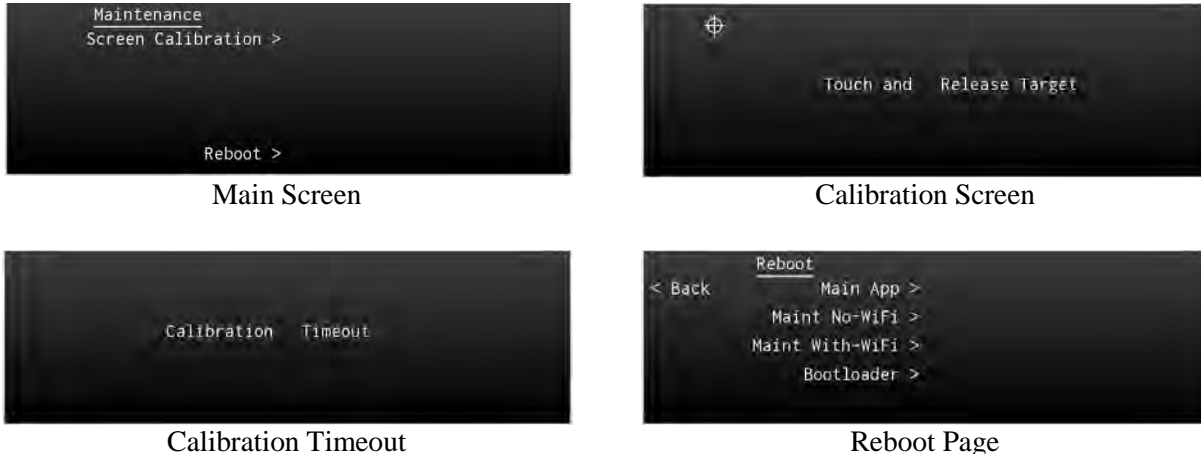 Maintenance
Screen Calibration >
Reboot >
Main Screen
Touch and Release Target
Calibration Screen
Calibration Timeout
Calibration Timeout
Reboot
< Back Main App >
Maint No-WiFi >
Maint With-WiFi >
Bootloader >
Reboot Page